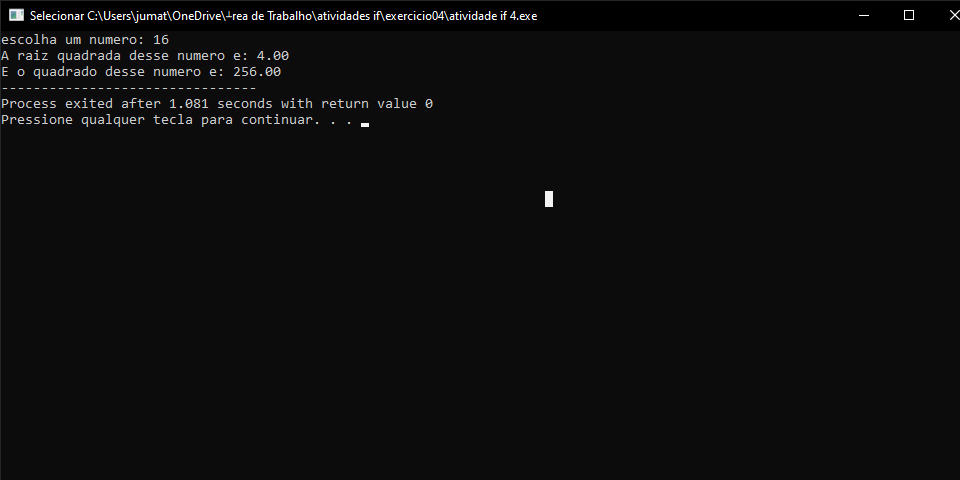 Selecionar C:\Users\jumat\OneDrive\┴rea de Trabalho\atividades if\exercicio04\atividade if 4.exe
escolha um numero: 16
A raiz quadrada desse numero e: 4.00
E o quadrado desse numero e: 256.00
--------------------------------
Process exited after 1.081 seconds with return value 0
Pressione qualquer tecla para continuar. . .